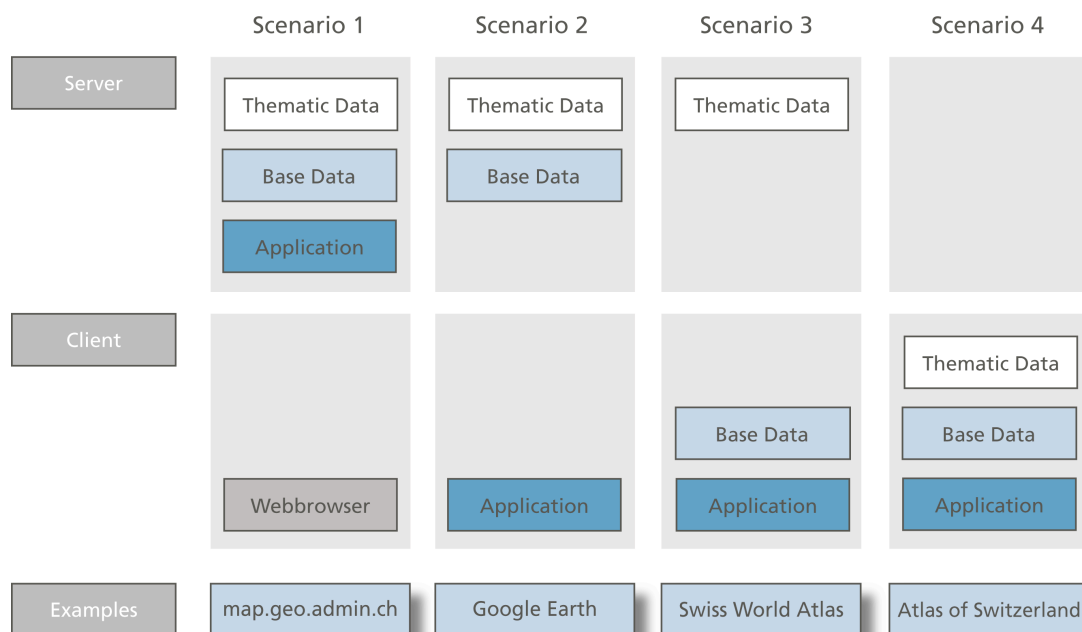 Scenario 1
Scenario 2
Scenario 3
Scenario 4
Server
Thematic Data
Thematic Data
Thematic Data
Base Data
Base Data
Application
Client
Thematic Data
Base Data
Base Data
Webbrowser
Application
Application
Application
Examples
map.geo.admin.ch
Google Earth
Swiss World Atlas
Atlas of Switzerland